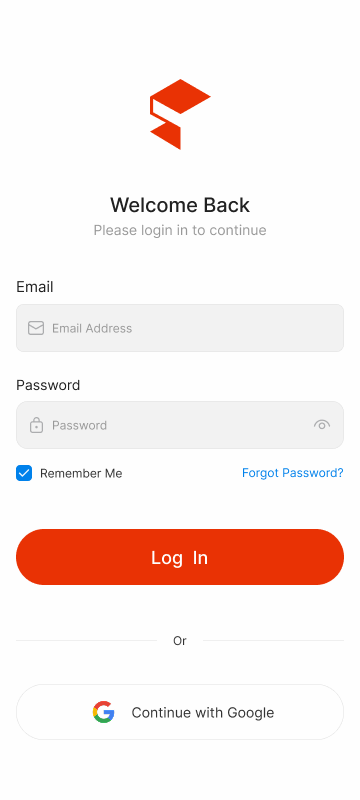 Welcome Back
Please login in to continue
Email
Email Address
Password
Password
Remember Me
Forgot Password?
Log In
Or
Continue with Google